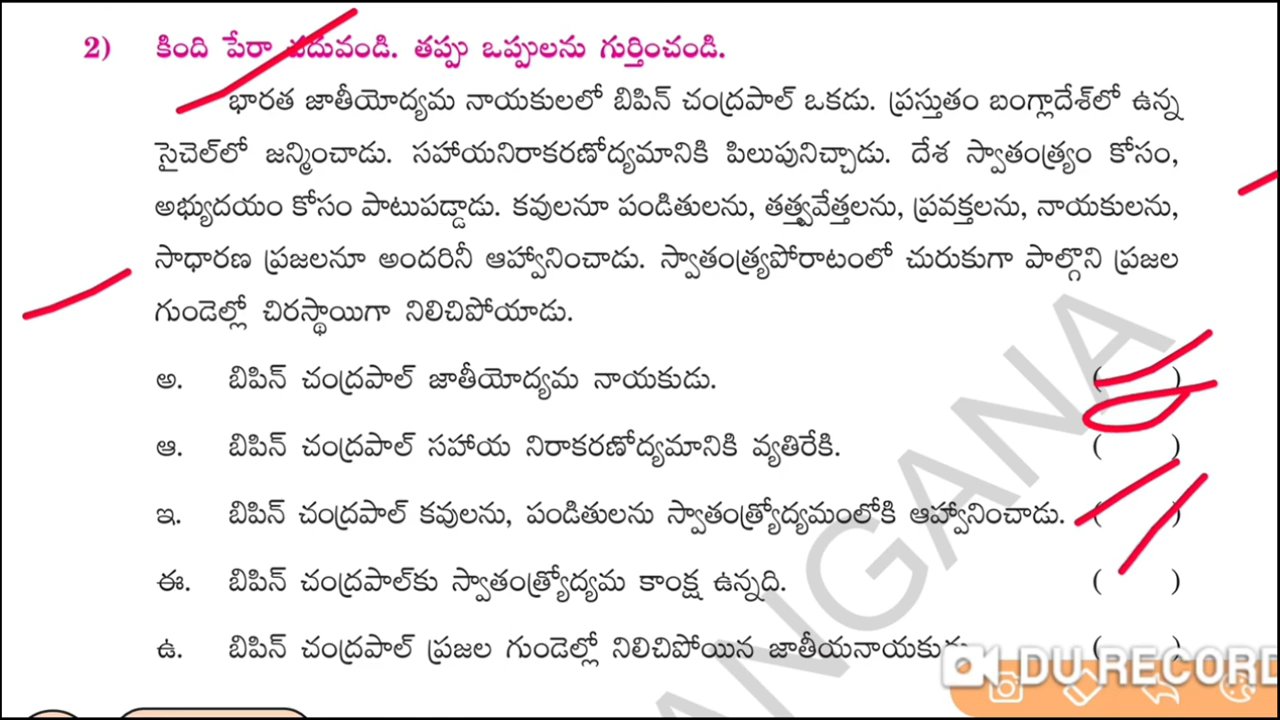 2) కింది పేరా చదువండి. తప్పు ఒప్పులను గుర్తించండి.
భారత జాతీయోద్యమ నాయకులలో బిపిన్ చంద్రపాల్ ఒకడు. ప్రస్తుతం బంగ్లాదేశ్‌లో ఉన్న
సైచెల్‌లో జన్మించాడు. సహాయనిరాకరణోద్యమానికి పిలుపునిచ్చాడు. దేశ స్వాతంత్ర్యం కోసం,
అభ్యుదయం కోసం పాటుపడ్డాడు. కవులనూ పండితులను, తత్త్వవేత్తలను, ప్రవక్తలను, నాయకులను,
సాధారణ ప్రజలనూ అందరినీ ఆహ్వానించాడు. స్వాతంత్ర్యపోరాటంలో చురుకుగా పాల్గొని ప్రజల
గుండెల్లో చిరస్థాయిగా నిలిచిపోయాడు.
అ. బిపిన్ చంద్రపాల్ జాతీయోద్యమ నాయకుడు. ( )
ఆ. బిపిన్ చంద్రపాల్ సహాయ నిరాకరణోద్యమానికి వ్యతిరేకి. ( )
ఇ. బిపిన్ చంద్రపాల్ కవులను, పండితులను స్వాతంత్ర్యోద్యమంలోకి ఆహ్వానించాడు. ( )
ఈ. బిపిన్ చంద్రపాల్‌కు స్వాతంత్ర్యోద్యమ కాంక్ష ఉన్నది. ( )
ఉ. బిపిన్ చంద్రపాల్ ప్రజల గుండెల్లో నిలిచిపోయిన జాతీయనాయకుడు. ( )
ANGANA
DU RECORD